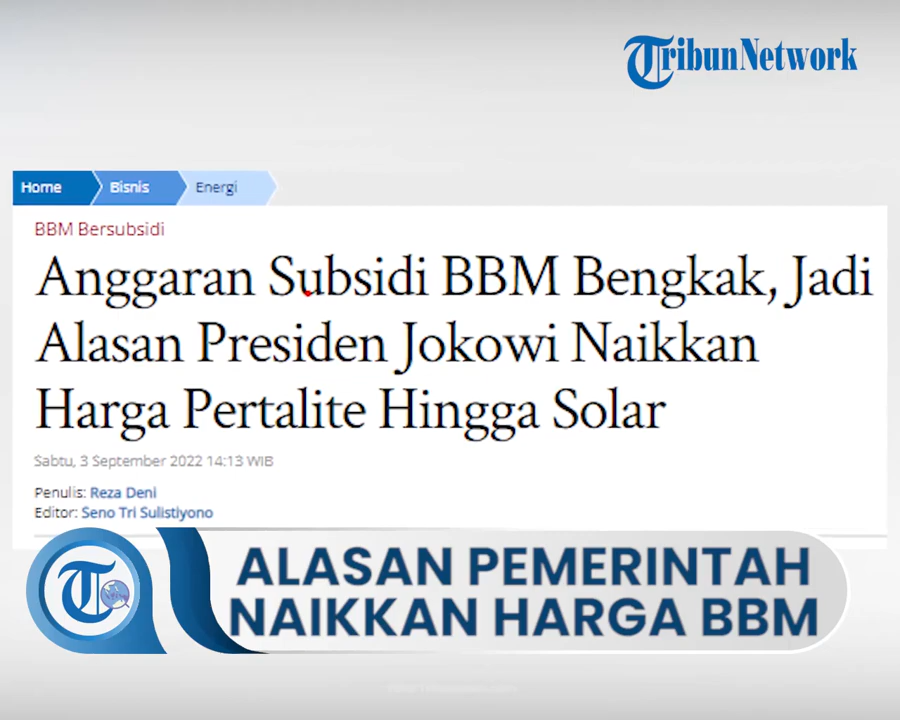 TribunNetwork
Home Bisnis Energi
BBM Bersubsidi
Anggaran Subsidi BBM Bengkak, Jadi
Alasan Presiden Jokowi Naikkan
Harga Pertalite Hingga Solar
Sabtu, 3 September 2022 14:13 WIB
Penulis: Reza Deni
Editor: Seno Tri Sulistiyono
T
ALASAN PEMERINTAH
NAIKKAN HARGA BBM